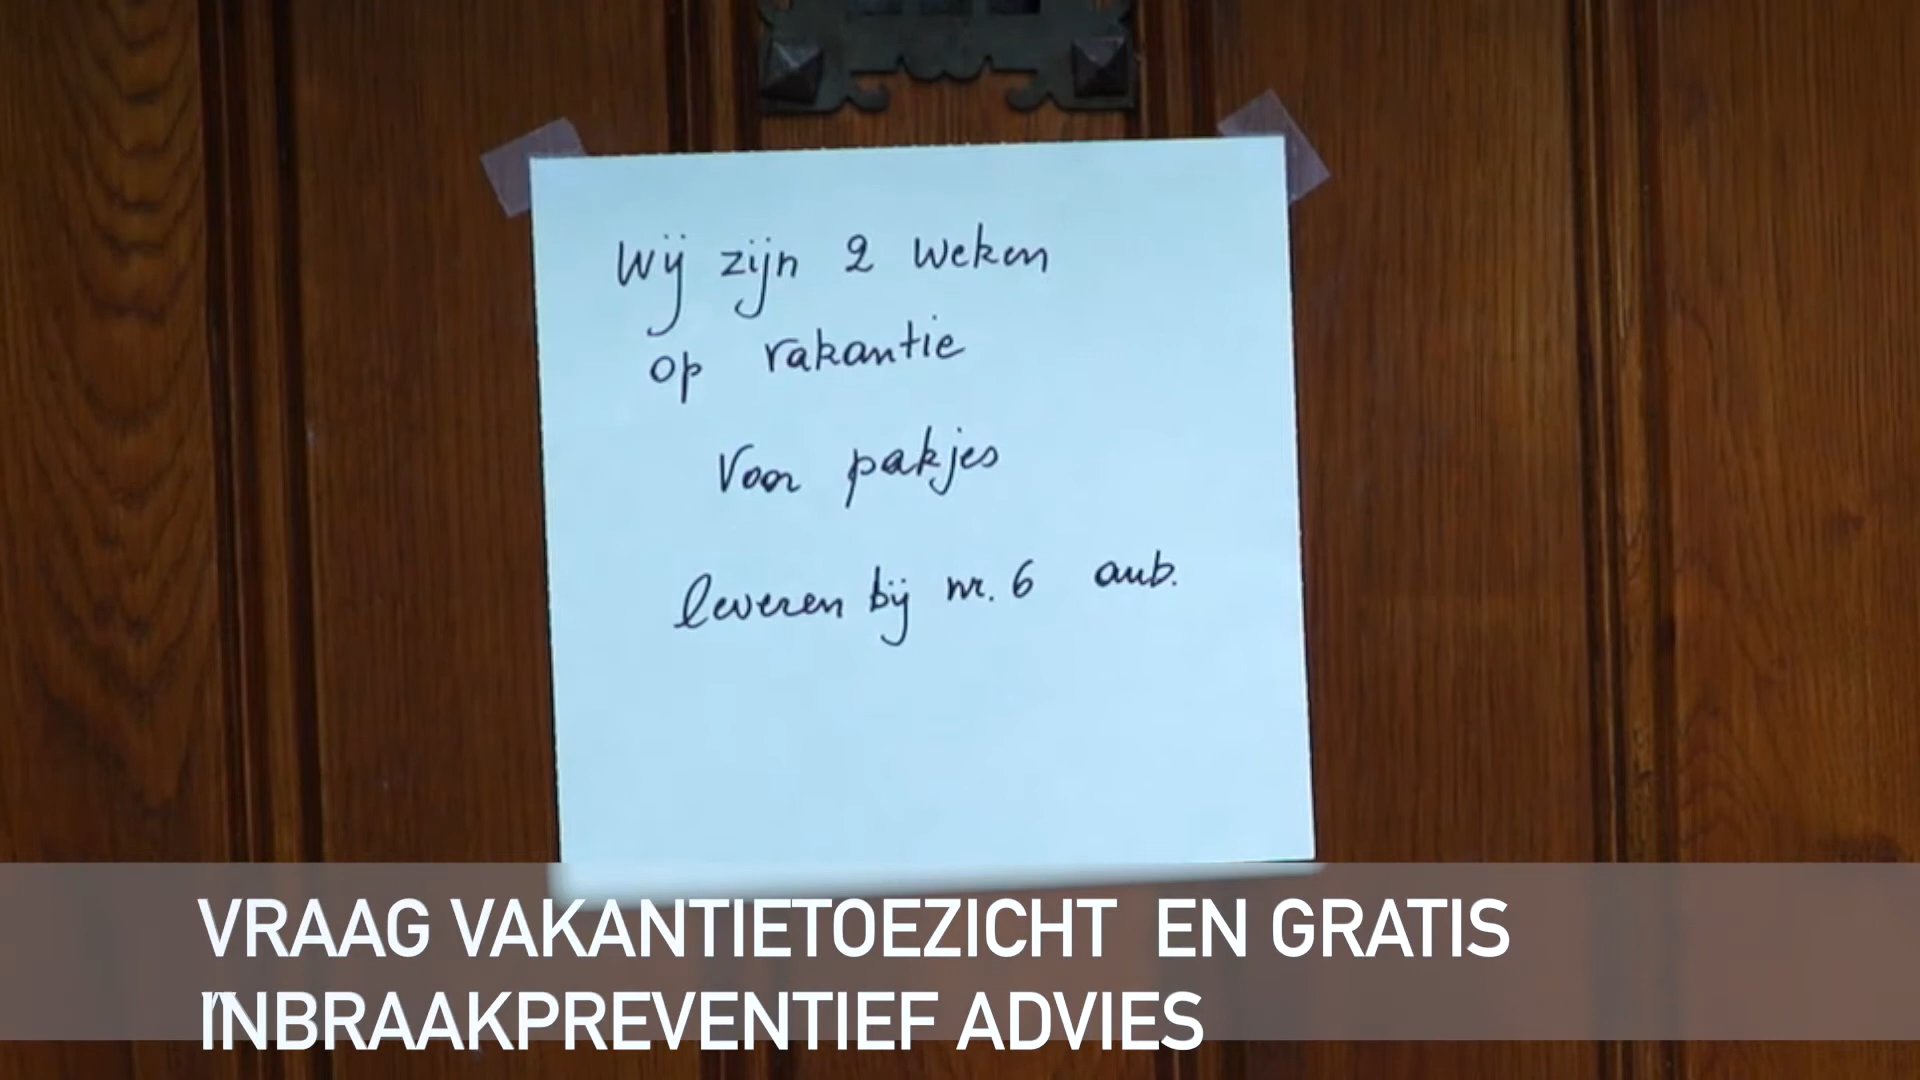 Wij zijn 2 weken
op vakantie
Voor pakjes
leveren bij nr. 6 aub.
VRAAG VAKANTIETOEZICHT EN GRATIS
INBRAAKPREVENTIEF ADVIES